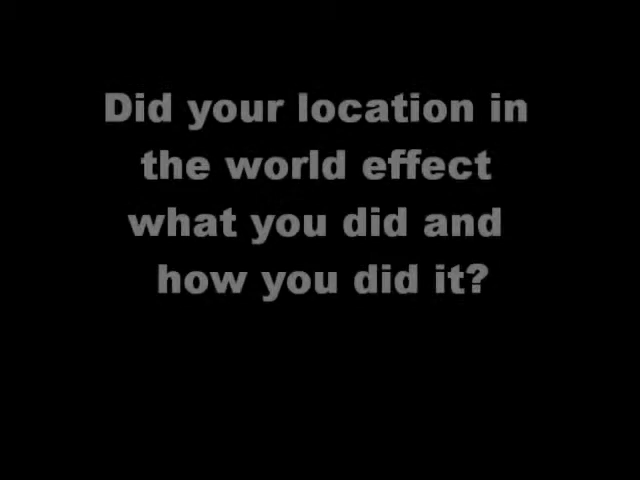 Did your location in
the world effect
what you did and
how you did it?